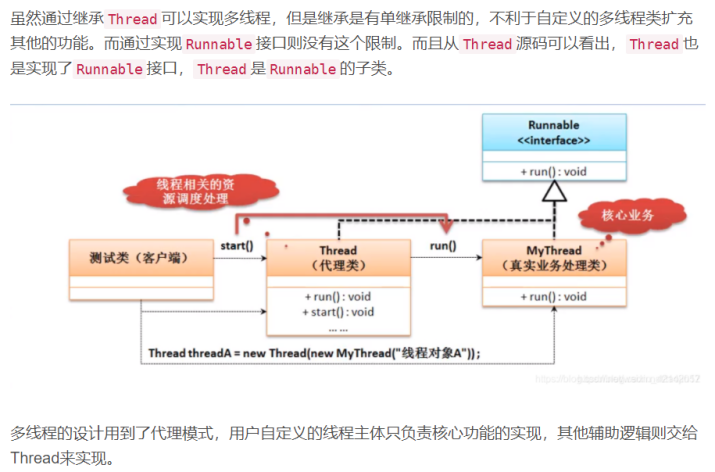 虽然通过继承 Thread 可以实现多线程，但是继承是有单继承限制的，不利于自定义的多线程类扩充
其他的功能。而通过实现 Runnable 接口则没有这个限制。而且从 Thread 源码可以看出， Thread 也
是实现了 Runnable 接口， Thread 是 Runnable 的子类。
Runnable
<<interface>>
+ run() : void
线程相关的资
源调度处理
核心业务
测试类（客户端）
start()
Thread
（代理类）
run()
MyThread
（真实业务处理类）
+ run() : void
+ start() : void
... ...
+ run() : void
Thread threadA = new Thread(new MyThread("线程对象A"));
多线程的设计用到了代理模式，用户自定义的线程主体只负责核心功能的实现，其他辅助逻辑则交给
Thread来实现。